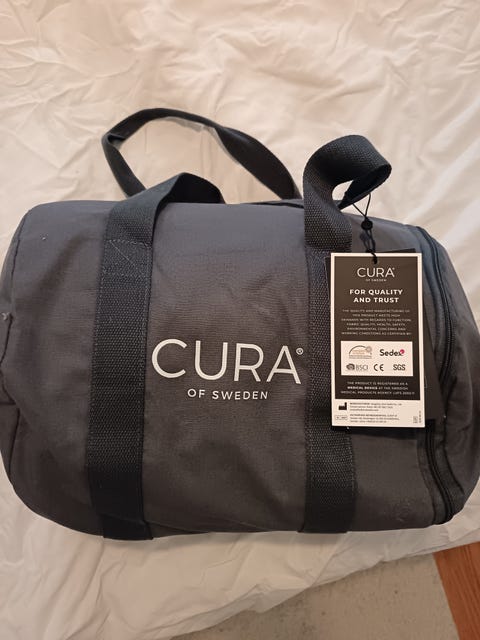 CURA®
OF SWEDEN
CURA®
OF SWEDEN
FOR QUALITY
AND TRUST
THE QUALITY AND MANUFACTURING OF
THIS PRODUCT MEETS HIGH
STANDARDS WITH REGARDS TO FUNCTION,
FABRIC QUALITY, HEALTH, SAFETY,
ENVIRONMENTAL CONCERNS AND
WORKING CONDITIONS AS CERTIFIED BY:
Sedex
BSCI
CE
SGS
THE PRODUCT IS REGISTERED AS A
MEDICAL DEVICE AT THE SWEDISH
MEDICAL PRODUCTS AGENCY